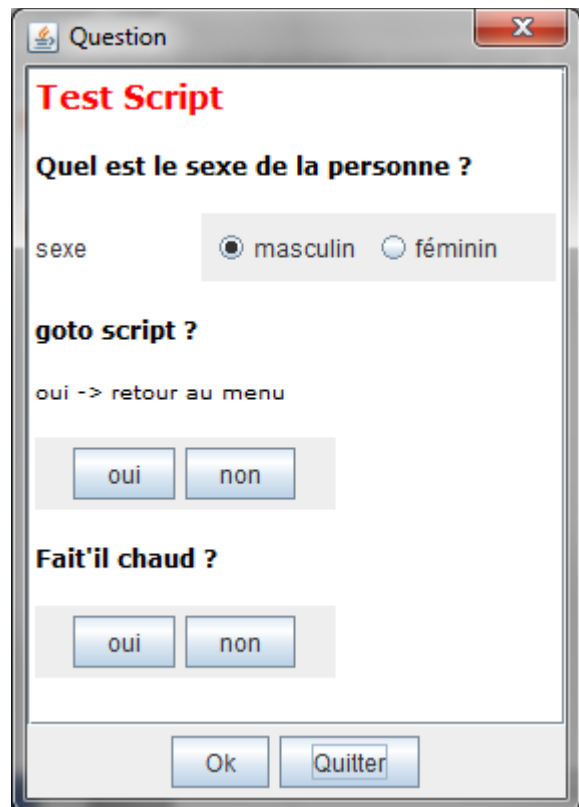 Question
Test Script
Quel est le sexe de la personne ?
sexe masculin féminin
goto script ?
oui -> retour au menu
oui non
Fait'il chaud ?
oui non
Ok Quitter